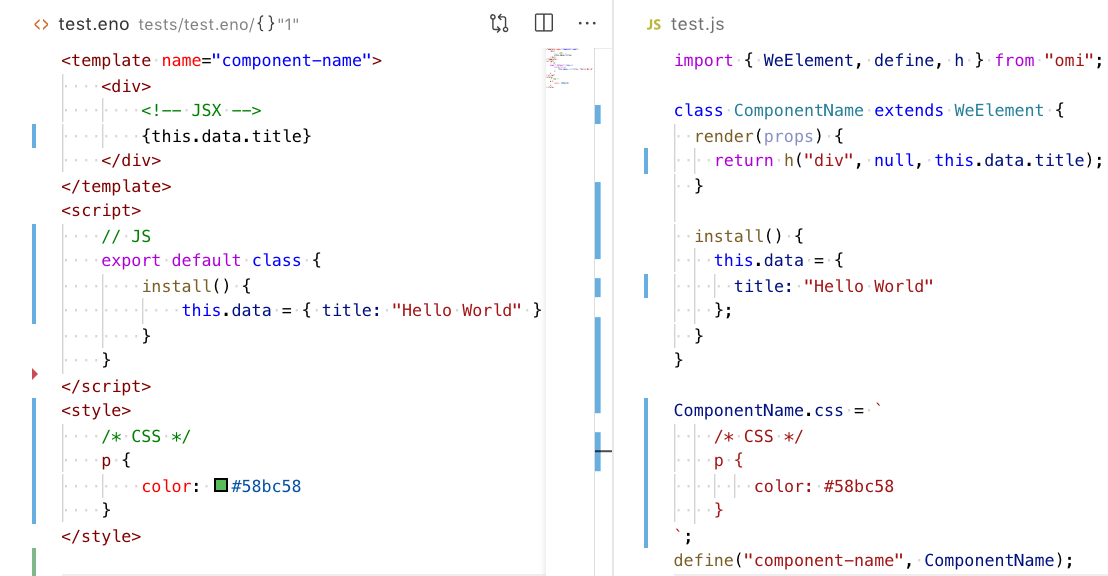 <> test.eno tests/test.eno/{}"1" ···
<template name="component-name">
<div>
<!-- JSX -->
{this.data.title}
</div>
</template>
<script>
// JS
export default class {
install() {
this.data = { title: "Hello World" }
}
}
</script>
<style>
/* CSS */
p {
color: #58bc58
}
</style>
JS test.js
import { WeElement, define, h } from "omi";
class ComponentName extends WeElement {
render(props) {
return h("div", null, this.data.title);
}
install() {
this.data = {
title: "Hello World"
};
}
}
ComponentName.css = `
/* CSS */
p {
color: #58bc58
}
`;
define("component-name", ComponentName);